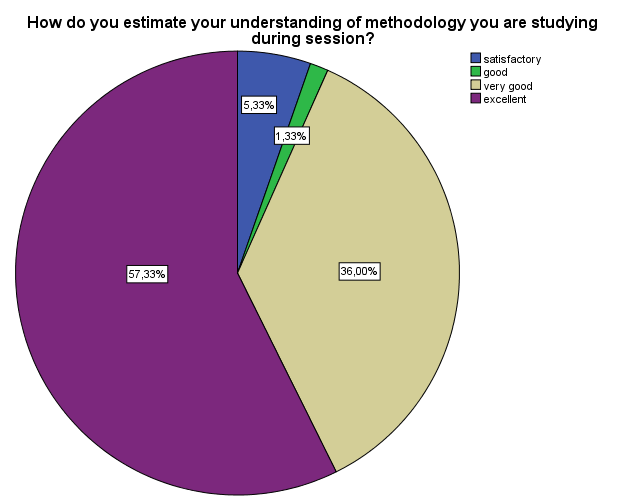 How do you estimate your understanding of methodology you are studying
during session?
satisfactory
good
very good
excellent
5,33%
1,33%
36,00%
57,33%